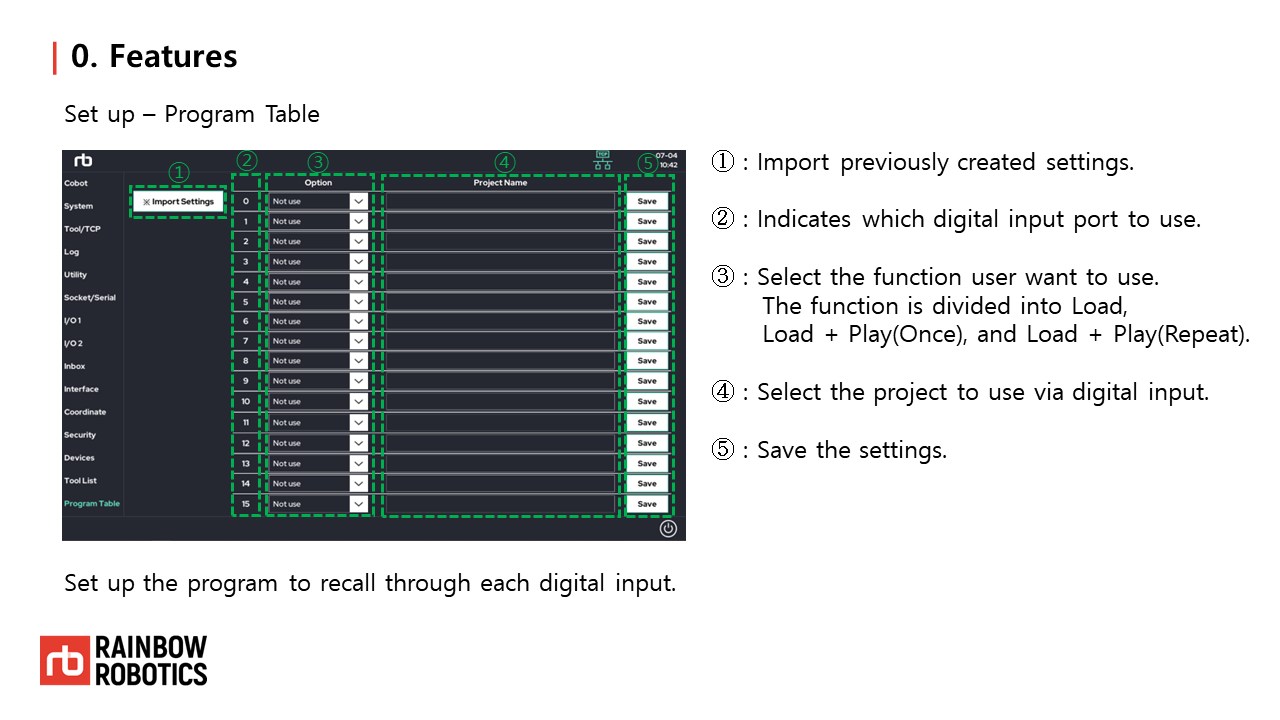 0. Features
Set up – Program Table
rb
TCP
07-04
10:42
① ② ③ ④ ⑤
Option Project Name
Cobot
System
Tool/TCP
Log
Utility
Socket/Serial
I/O 1
I/O 2
Inbox
Interface
Coordinate
Security
Devices
Tool List
Program Table
※ Import Settings
0 Not use Save
1 Not use Save
2 Not use Save
3 Not use Save
4 Not use Save
5 Not use Save
6 Not use Save
7 Not use Save
8 Not use Save
9 Not use Save
10 Not use Save
11 Not use Save
12 Not use Save
13 Not use Save
14 Not use Save
15 Not use Save
① : Import previously created settings.
② : Indicates which digital input port to use.
③ : Select the function user want to use.
The function is divided into Load,
Load + Play(Once), and Load + Play(Repeat).
④ : Select the project to use via digital input.
⑤ : Save the settings.
Set up the program to recall through each digital input.
rb RAINBOW
ROBOTICS